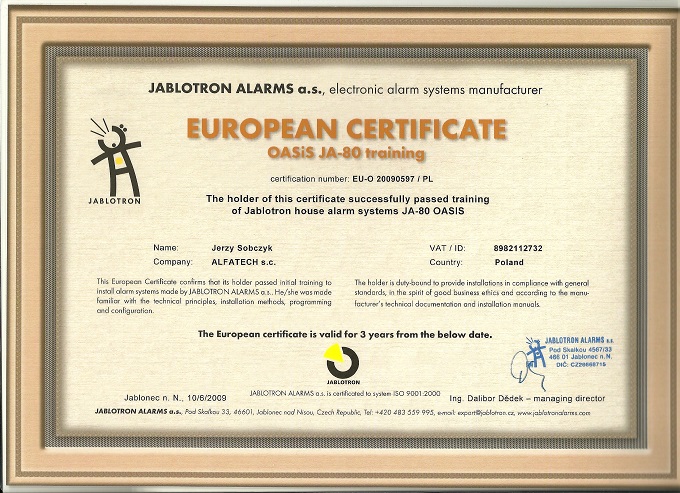 JABLOTRON ALARMS a.s., electronic alarm systems manufacturer
EUROPEAN CERTIFICATE
OASiS JA-80 training
JABLOTRON
certification number: EU-O 20090597 / PL
The holder of this certificate successfully passed training
of Jablotron house alarm systems JA-80 OASIS
Name: Jerzy Sobczyk VAT / ID: 8982112732
Company: ALFATECH s.c. Country: Poland
This European Certificate confirms that its holder passed initial training to
install alarm systems made by JABLOTRON ALARMS a.s.. He/she was made
familiar with the technical principles, installation methods, programming
and configuration.
The holder is duty-bound to provide installations in compliance with general
standards, in the spirit of good business ethics and according to the manu-
facturer's technical documentation and installation manuals.
The European certificate is valid for 3 years from the below date.
JABLOTRON
JABLOTRON ALARMS a.s.
Pod Skalkou 4567/33
466 01 Jablonec n. N.
DIČ: CZ28668715
Jablonec n. N., 10/6/2009
JABLOTRON ALARMS a.s. is certificated to system ISO 9001:2000
Ing. Dalibor Dědek – managing director
JABLOTRON ALARMS a.s., Pod Skalkou 33, 46601, Jablonec nad Nisou, Czech Republic, Tel: +420 483 559 995, e-mail: export@jablotron.cz, www.jablotronalarms.com